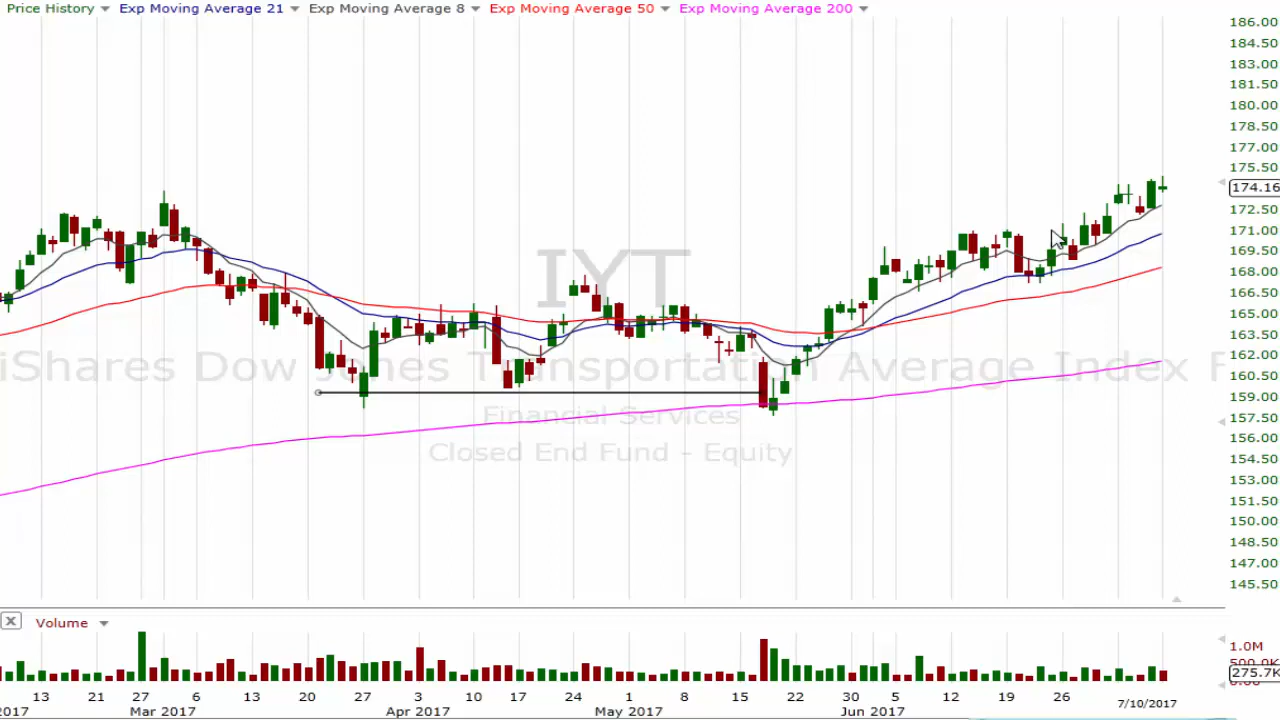 Price History Exp Moving Average 21 Exp Moving Average 8 Exp Moving Average 50 Exp Moving Average 200
186.00
184.50
183.00
181.50
180.00
178.50
177.00
175.50
174.16
172.50
171.00
169.50
168.00
166.50
165.00
163.50
162.00
160.50
159.00
157.50
156.00
154.50
153.00
151.50
150.00
148.50
147.00
145.50
IYT
iShares Dow Jones Transportation Average Index F
Financial Services
Closed End Fund - Equity
Volume
1.0M
500.0K
275.7K
13 21 27 6 13 20 27 3 10 17 24 1 8 15 22 30 5 12 19 26
2017 Mar 2017 Apr 2017 May 2017 Jun 2017 7/10/2017